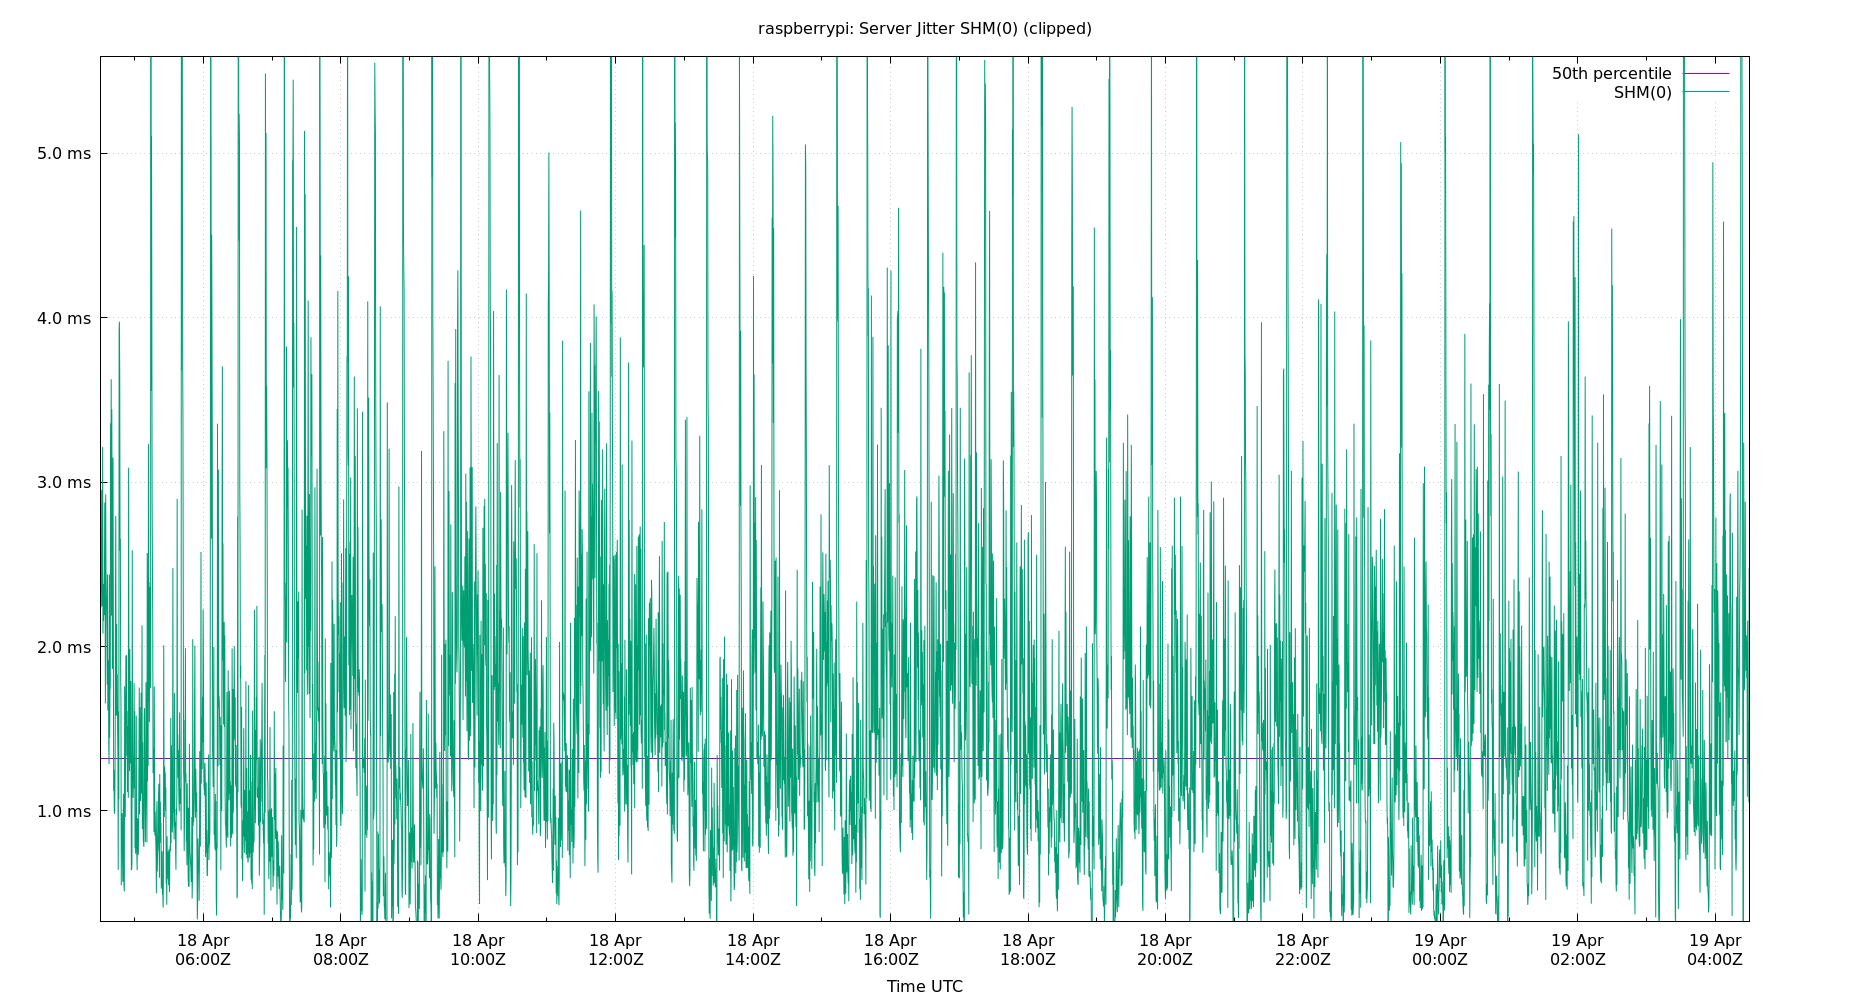 raspberrypi: Server Jitter SHM(0) (clipped)
50th percentile
SHM(0)
5.0 ms
4.0 ms
3.0 ms
2.0 ms
1.0 ms
18 Apr 18 Apr 18 Apr 18 Apr 18 Apr 18 Apr 18 Apr 18 Apr 18 Apr 19 Apr 19 Apr 19 Apr
06:00Z 08:00Z 10:00Z 12:00Z 14:00Z 16:00Z 18:00Z 20:00Z 22:00Z 00:00Z 02:00Z 04:00Z
Time UTC